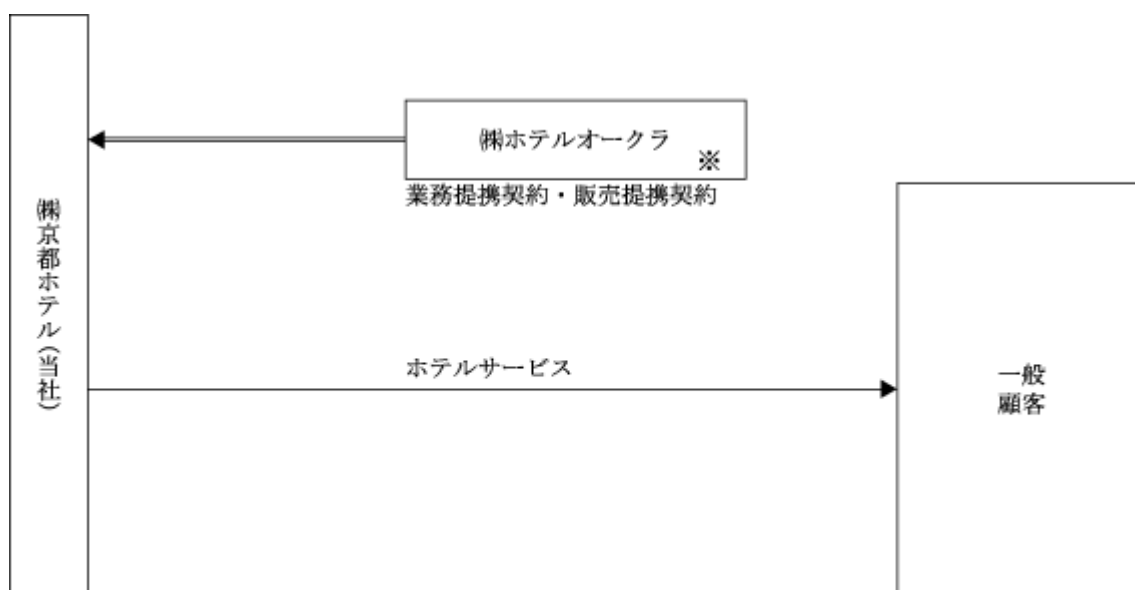 ㈱ホテルオークラ
※
業務提携契約・販売提携契約
㈱京都ホテル(当社)
ホテルサービス
一般
顧客